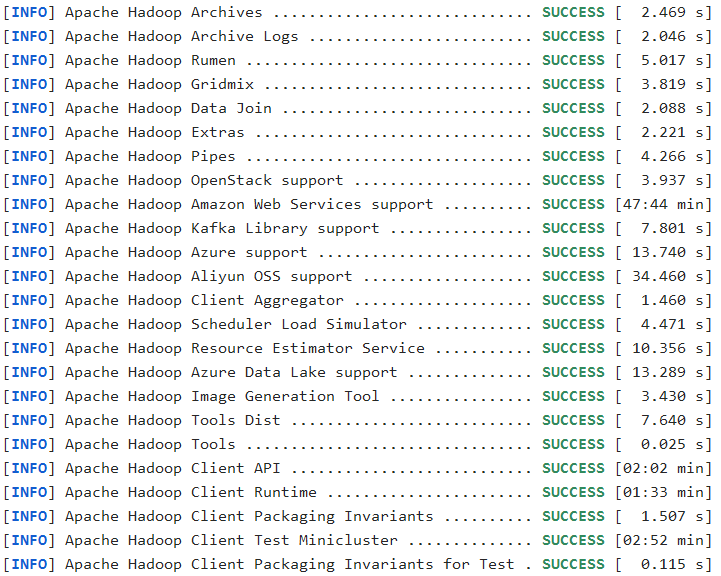 [INFO] Apache Hadoop Archives ............................. SUCCESS [  2.469 s]
[INFO] Apache Hadoop Archive Logs ......................... SUCCESS [  2.046 s]
[INFO] Apache Hadoop Rumen ................................ SUCCESS [  5.017 s]
[INFO] Apache Hadoop Gridmix .............................. SUCCESS [  3.819 s]
[INFO] Apache Hadoop Data Join ............................ SUCCESS [  2.088 s]
[INFO] Apache Hadoop Extras ............................... SUCCESS [  2.221 s]
[INFO] Apache Hadoop Pipes ................................ SUCCESS [  4.266 s]
[INFO] Apache Hadoop OpenStack support .................... SUCCESS [  3.937 s]
[INFO] Apache Hadoop Amazon Web Services support .......... SUCCESS [47:44 min]
[INFO] Apache Hadoop Kafka Library support ................ SUCCESS [  7.801 s]
[INFO] Apache Hadoop Azure support ........................ SUCCESS [ 13.740 s]
[INFO] Apache Hadoop Aliyun OSS support ................... SUCCESS [ 34.460 s]
[INFO] Apache Hadoop Client Aggregator .................... SUCCESS [  1.460 s]
[INFO] Apache Hadoop Scheduler Load Simulator ............. SUCCESS [  4.471 s]
[INFO] Apache Hadoop Resource Estimator Service ........... SUCCESS [ 10.356 s]
[INFO] Apache Hadoop Azure Data Lake support .............. SUCCESS [ 13.289 s]
[INFO] Apache Hadoop Image Generation Tool ................ SUCCESS [  3.430 s]
[INFO] Apache Hadoop Tools Dist ........................... SUCCESS [  7.640 s]
[INFO] Apache Hadoop Tools ................................ SUCCESS [  0.025 s]
[INFO] Apache Hadoop Client API ........................... SUCCESS [02:02 min]
[INFO] Apache Hadoop Client Runtime ....................... SUCCESS [01:33 min]
[INFO] Apache Hadoop Client Packaging Invariants .......... SUCCESS [  1.507 s]
[INFO] Apache Hadoop Client Test Minicluster .............. SUCCESS [02:52 min]
[INFO] Apache Hadoop Client Packaging Invariants for Test . SUCCESS [  0.115 s]